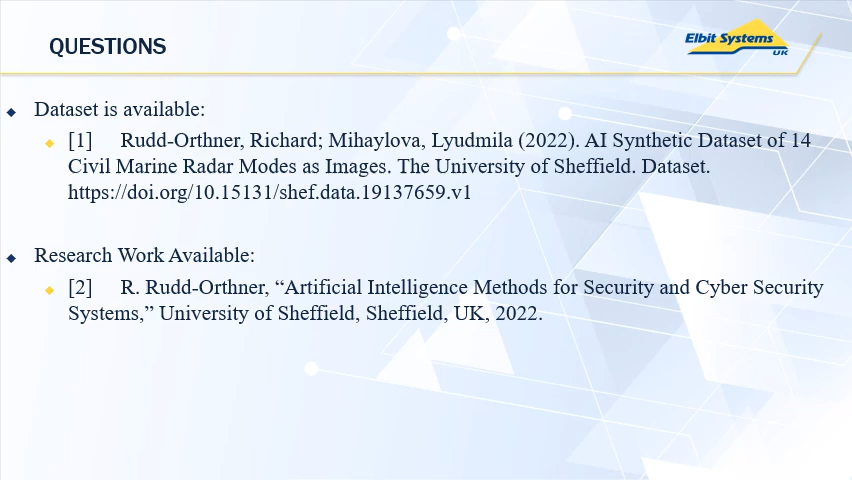 QUESTIONS
Elbit Systems
UK
Dataset is available:
[1] Rudd-Orthner, Richard; Mihaylova, Lyudmila (2022). AI Synthetic Dataset of 14
Civil Marine Radar Modes as Images. The University of Sheffield. Dataset.
https://doi.org/10.15131/shef.data.19137659.v1
Research Work Available:
[2] R. Rudd-Orthner, “Artificial Intelligence Methods for Security and Cyber Security
Systems,” University of Sheffield, Sheffield, UK, 2022.